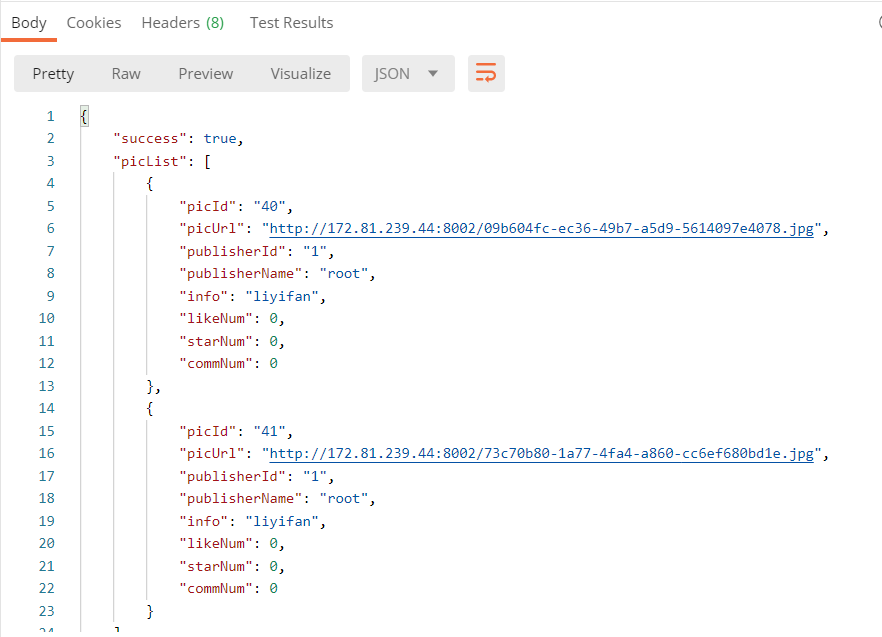 Body Cookies Headers (8) Test Results
Pretty Raw Preview Visualize JSON
1 {
2 "success": true,
3 "picList": [
4 {
5 "picId": "40",
6 "picUrl": "http://172.81.239.44:8002/09b604fc-ec36-49b7-a5d9-5614097e4078.jpg",
7 "publisherId": "1",
8 "publisherName": "root",
9 "info": "liyifan",
10 "likeNum": 0,
11 "starNum": 0,
12 "commNum": 0
13 },
14 {
15 "picId": "41",
16 "picUrl": "http://172.81.239.44:8002/73c70b80-1a77-4fa4-a860-cc6ef680bd1e.jpg",
17 "publisherId": "1",
18 "publisherName": "root",
19 "info": "liyifan",
20 "likeNum": 0,
21 "starNum": 0,
22 "commNum": 0
23 }
24 ]